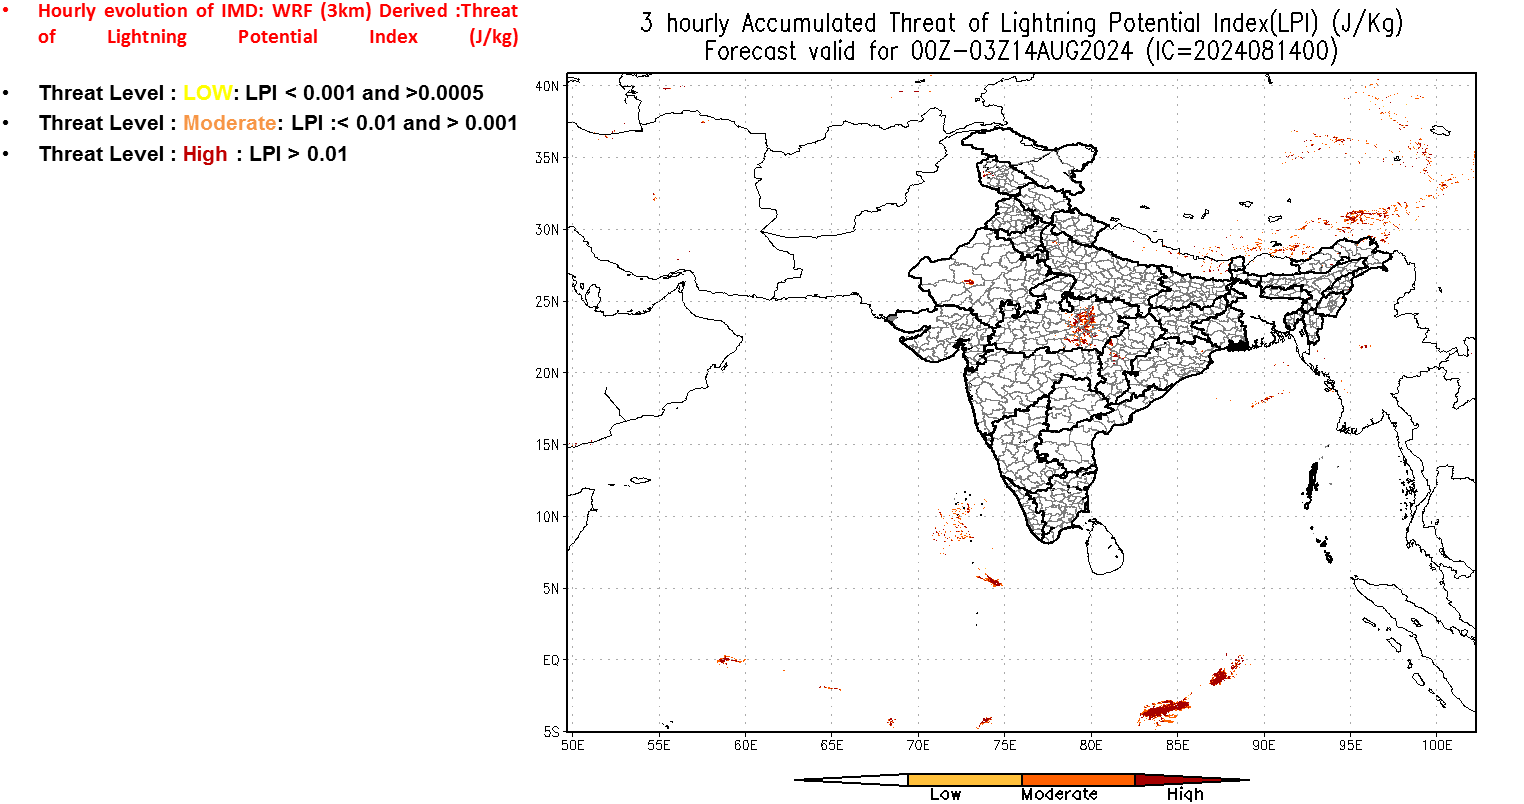 • Hourly evolution of IMD: WRF (3km) Derived :Threat
of Lightning Potential Index (J/kg)
• Threat Level : LOW: LPI < 0.001 and >0.0005
• Threat Level : Moderate: LPI :< 0.01 and > 0.001
• Threat Level : High : LPI > 0.01
3 hourly Accumulated Threat of Lightning Potential Index(LPI) (J/Kg)
Forecast valid for 00Z-03Z14AUG2024 (IC=2024081400)
40N
35N
30N
25N
20N
15N
10N
5N
EQ
5S
50E 55E 60E 65E 70E 75E 80E 85E 90E 95E 100E
Low Moderate High